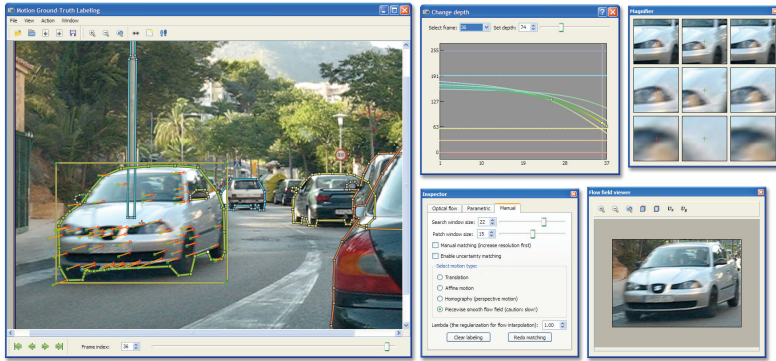 Motion Ground-Truth Labeling
File View Action Window
Frame index: 36
Change depth
Select frame: 36 Set depth: 74
255
191
127
63
0
1 10 19 28 37
Magnifier
Inspector
Optical flow Parametric Manual
Search window size: 22
Patch window size: 15
Manual matching (increase resolution first)
Enable uncertainty matching
Select motion type:
Translation
Affine motion
Homography (perspective motion)
Piecewise smooth flow field (caution: slow!)
Lambda (the regularization for flow interpolation): 1.00
Clear labeling Redo matching
Flow field viewer